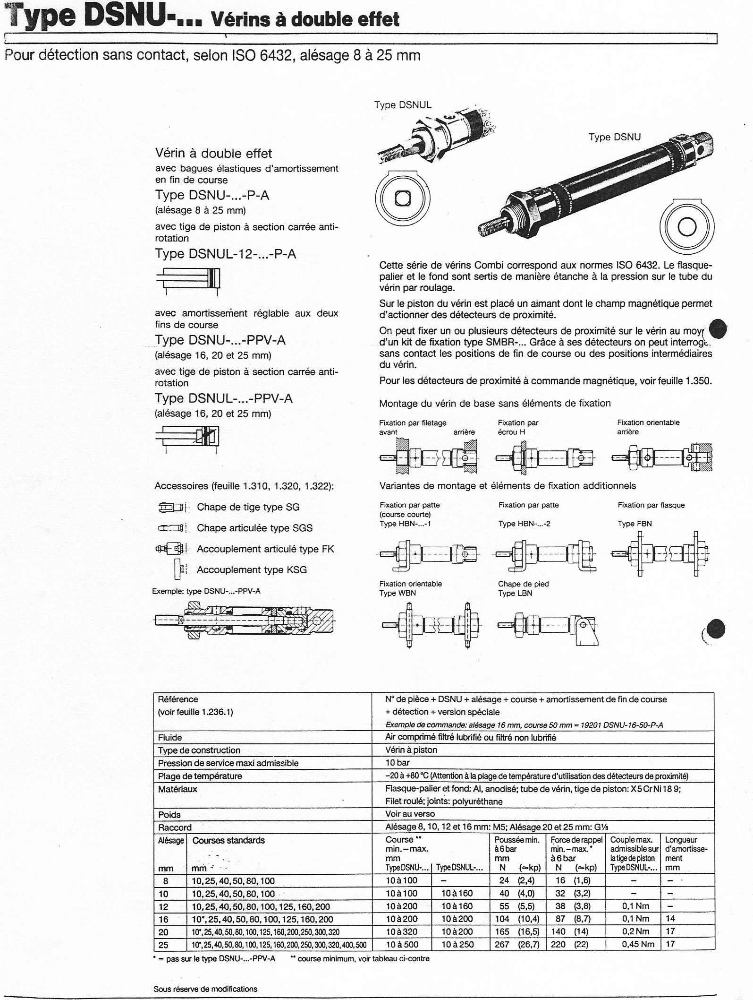 Type DSNU-... Vérins à double effet
Pour détection sans contact, selon ISO 6432, alésage 8 à 25 mm
Type DSNUL
Type DSNU
Vérin à double effet
avec bagues élastiques d'amortissement
en fin de course
Type DSNU-...-P-A
(alésage 8 à 25 mm)
avec tige de piston à section carrée anti-
rotation
Type DSNUL-12-...-P-A
avec amortissement réglable aux deux
fins de course
Type DSNU-...-PPV-A
(alésage 16, 20 et 25 mm)
avec tige de piston à section carrée anti-
rotation
Type DSNUL-...-PPV-A
(alésage 16, 20 et 25 mm)
Accessoires (feuille 1.310, 1.320, 1.322):
Chape de tige type SG
Chape articulée type SGS
Accouplement articulé type FK
Accouplement type KSG
Exemple: type DSNU-...-PPV-A
Cette série de vérins Combi correspond aux normes ISO 6432. Le flasque-
palier et le fond sont sertis de manière étanche à la pression sur le tube du
vérin par roulage.
Sur le piston du vérin est placé un aimant dont le champ magnétique permet
d'actionner des détecteurs de proximité.
On peut fixer un ou plusieurs détecteurs de proximité sur le vérin au
d'un kit de fixation type SMBR-... Grâce à ses détecteurs on peut
sans contact les positions de fin de course ou des positions intermédiaires
du vérin.
Pour les détecteurs de proximité à commande magnétique, voir feuille 1.350.
Montage du vérin de base sans éléments de fixation
Fixation par filetage
avant arrière
Fixation par
écrou H
Fixation orientable
arrière
Variantes de montage et éléments de fixation additionnels
Fixation par patte
(course courte)
Type HBN-...-1
Fixation par patte
Type HBN-...-2
Fixation par flasque
Type FBN
Fixation orientable
Type WBN
Chape de pied
Type LBN
Référence N° de pièce + DSNU + alésage + course + amortissement de fin de course
(voir feuille 1.236.1) + détection + version spéciale
Exemple de commande: alésage 16 mm, course 50 mm = 19201 DSNU-16-50-P-A
Fluide Air comprimé filtré lubrifié ou filtré non lubrifié
Type de construction Vérin à piston
Pression de service maxi admissible 10 bar
Plage de température −20 à +80 °C (Attention à la plage de température d'utilisation des détecteurs de proximité)
Matériaux Flasque-palier et fond: Al, anodisé; tube de vérin, tige de piston: X5CrNi18 9;
Filet roulé; joints: polyuréthane
Poids Voir au verso
Raccord Alésage 8, 10, 12 et 16 mm: M5; Alésage 20 et 25 mm: G⅛
Alésage Courses standards Course ** Poussée min. Force de rappel Couple max. Longueur
min.−max. à 6 bar min.−max.* admissible sur d'amortisse-
mm mm à 6 bar la tige de piston ment
mm mm Type DSNU-... Type DSNUL-... N (≈kp) N (≈kp) Type DSNUL-... mm
8 10, 25, 40, 50, 80, 100 10 à 100 − 24 (2,4) 16 (1,6) − −
10 10, 25, 40, 50, 80, 100 10 à 100 10 à 160 40 (4,0) 32 (3,2) − −
12 10, 25, 40, 50, 80, 100, 125, 160, 200 10 à 200 10 à 160 55 (5,5) 38 (3,8) 0,1 Nm −
16 10*, 25, 40, 50, 80, 100, 125, 160, 200 10 à 200 10 à 200 104 (10,4) 87 (8,7) 0,1 Nm 14
20 10*, 25, 40, 50, 80, 100, 125, 160, 200, 250, 300, 320 10 à 320 10 à 200 165 (16,5) 140 (14) 0,2 Nm 17
25 10*, 25, 40, 50, 80, 100, 125, 160, 200, 250, 300, 320, 400, 500 10 à 500 10 à 250 267 (26,7) 220 (22) 0,45 Nm 17
* = pas sur le type DSNU-...-PPV-A ** course minimum, voir tableau ci-contre
Sous réserve de modifications